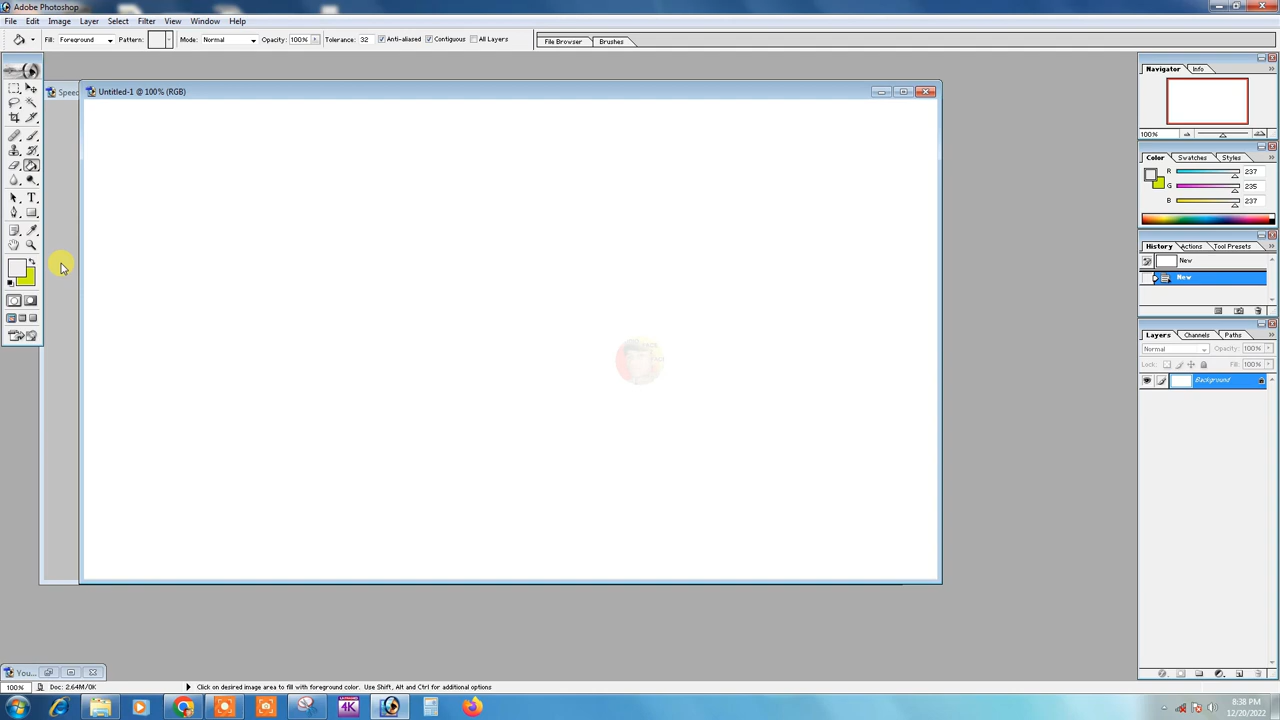 Adobe Photoshop
File Edit Image Layer Select Filter View Window Help
Fill: Foreground Pattern: Mode: Normal Opacity: 100% Tolerance: 32 Anti-aliased Contiguous All Layers File Browser Brushes
Navigator Info
Speed
Untitled-1 @ 100% (RGB)
100%
Color Swatches Styles
R 237
G 235
B 237
History Actions Tool Presets
New
New
Layers Channels Paths
Normal Opacity: 100%
Lock: Fill: 100%
Background
You...
100% Doc: 2.64M/0K Click on desired image area to fill with foreground color. Use Shift, Alt and Ctrl for additional options
4K
8:38 PM
12/20/2022